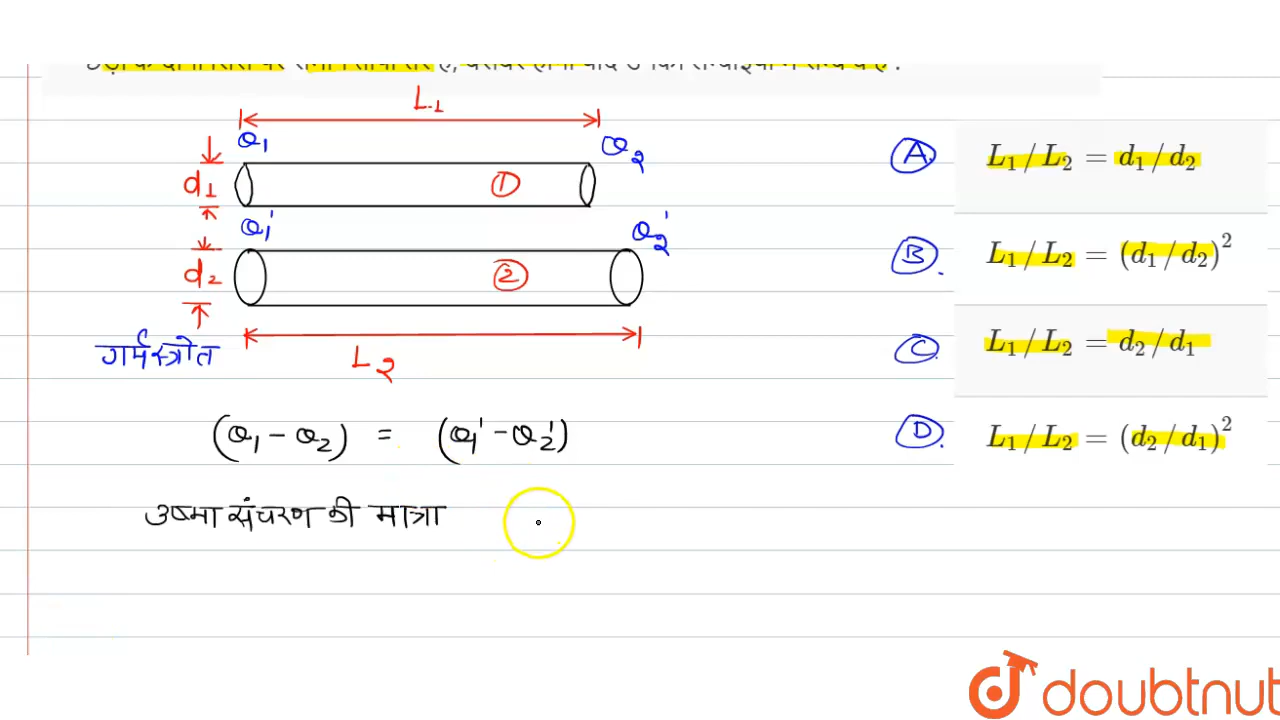 L1
θ1 θ2
d1 ①
θ1' θ2'
d2 ②
गर्म स्त्रोत
L2
(θ1 - θ2) = (θ1' - θ2')
उष्मा संचरण की मात्रा
A. L1/L2 = d1/d2
B. L1/L2 = (d1/d2)^2
C. L1/L2 = d2/d1
D. L1/L2 = (d2/d1)^2
doubtnut